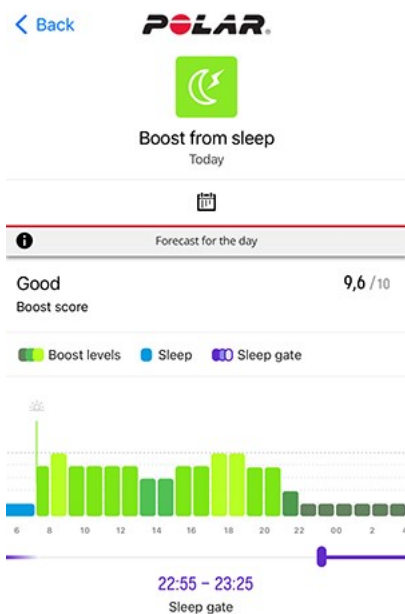 Back
POLAR®
Boost from sleep
Today
Forecast for the day
Good
9,6 /10
Boost score
Boost levels Sleep Sleep gate
6 8 10 12 14 16 18 20 22 00 2 4
22:55 – 23:25
Sleep gate